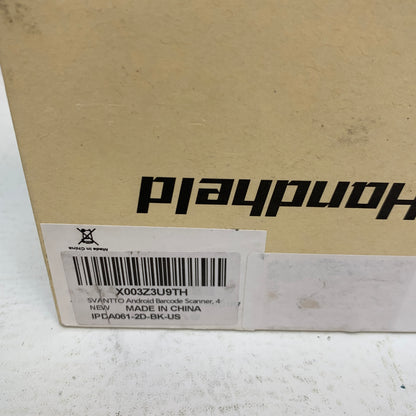 Handheld
Made in China
X003Z3U9TH
SVANTTO Android Barcode Scanner, 4
NEW MADE IN CHINA
IPDA061-2D-BK-US